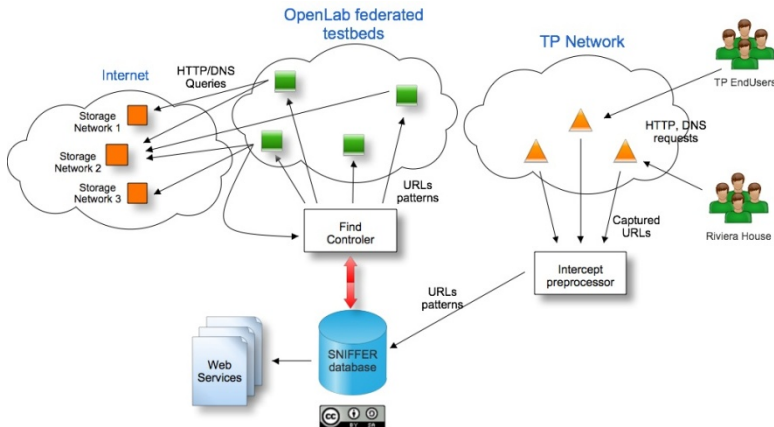 OpenLab federated
testbeds
TP Network
Internet
HTTP/DNS
Queries
TP EndUsers
Storage
Network 1
Storage
Network 2
Storage
Network 3
HTTP, DNS
requests
URLs
patterns
Find
Controler
Captured
URLs
Riviera House
Intercept
preprocessor
URLs
patterns
SNIFFER
database
Web
Services
cc
BY